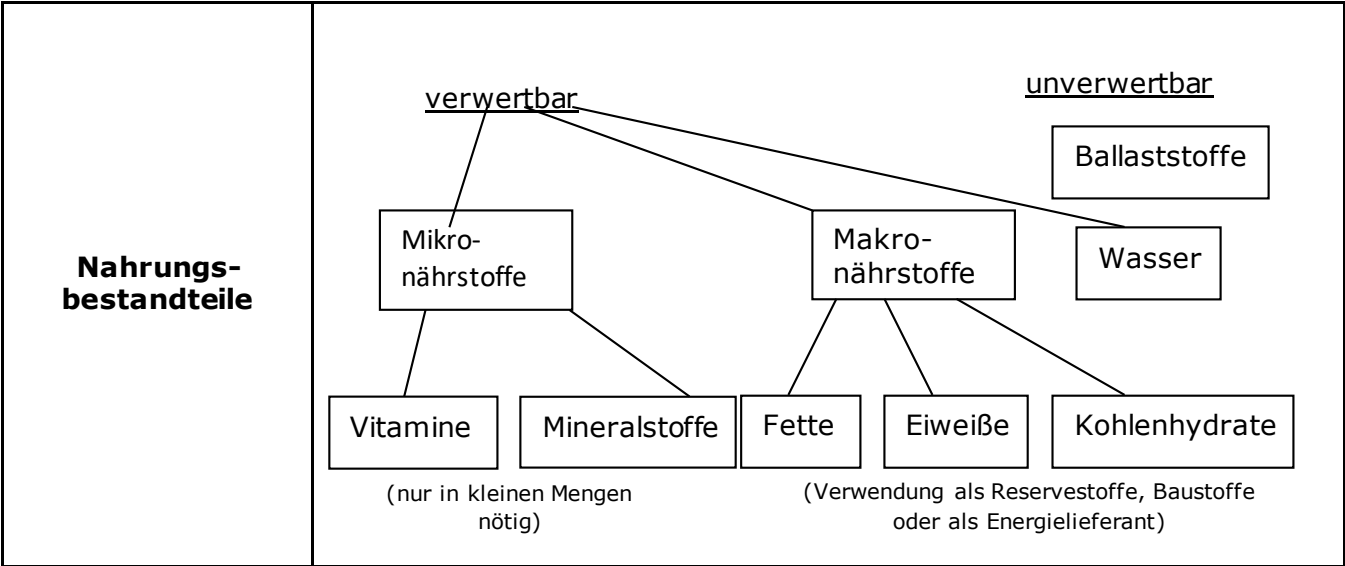 Nahrungs-
bestandteile
verwertbar
unverwertbar
Ballaststoffe
Mikro-
nährstoffe
Makro-
nährstoffe
Wasser
Vitamine
Mineralstoffe
Fette
Eiweiße
Kohlenhydrate
(nur in kleinen Mengen
nötig)
(Verwendung als Reservestoffe, Baustoffe
oder als Energielieferant)